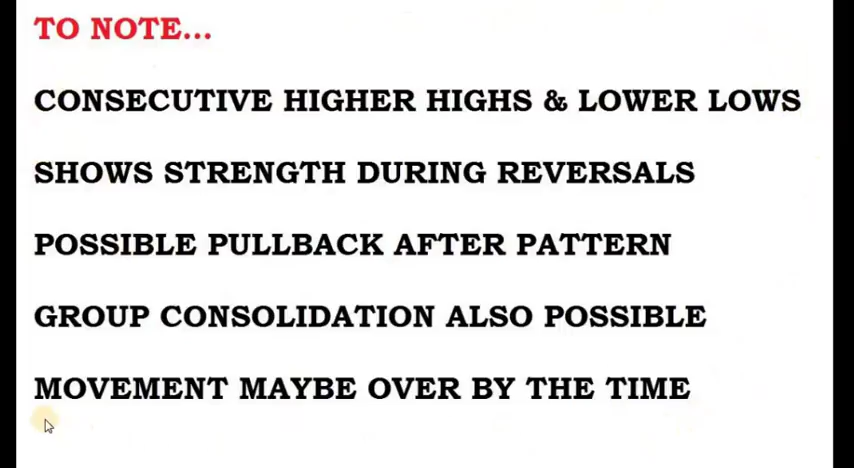 TO NOTE...
CONSECUTIVE HIGHER HIGHS & LOWER LOWS
SHOWS STRENGTH DURING REVERSALS
POSSIBLE PULLBACK AFTER PATTERN
GROUP CONSOLIDATION ALSO POSSIBLE
MOVEMENT MAYBE OVER BY THE TIME